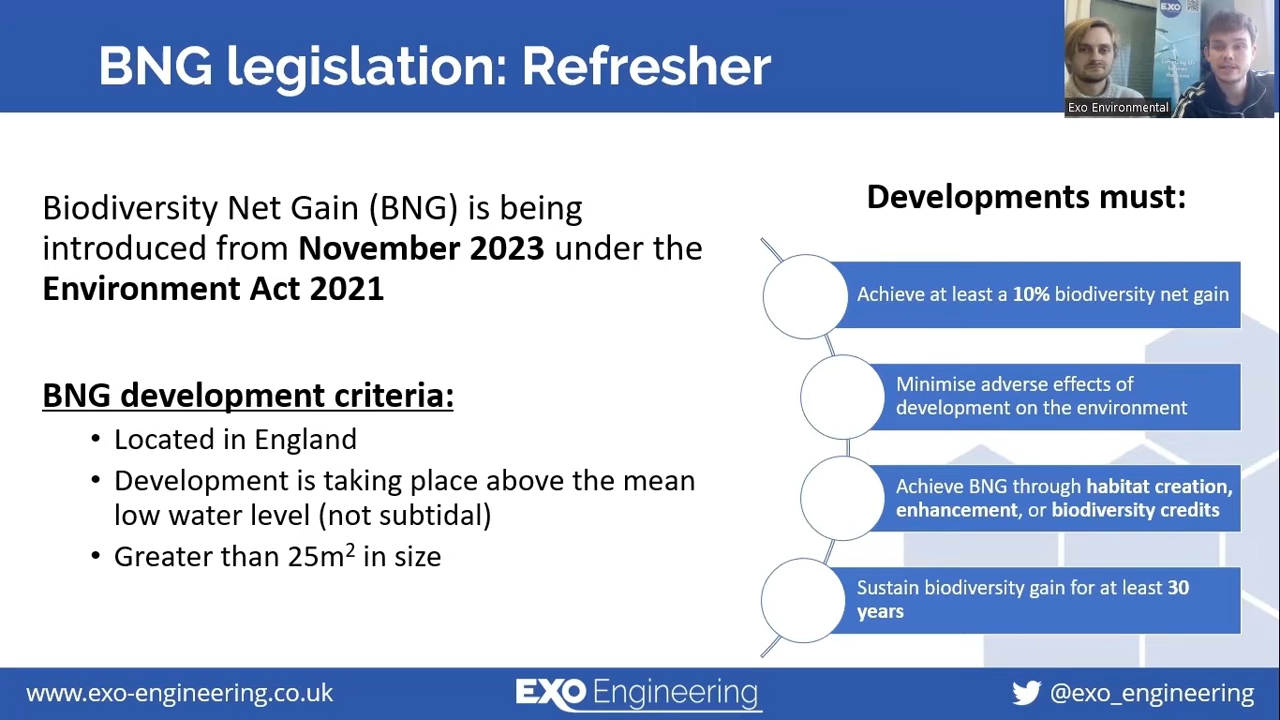 BNG legislation: Refresher
EXO
Exo Environmental
Biodiversity Net Gain (BNG) is being
introduced from November 2023 under the
Environment Act 2021
BNG development criteria:
• Located in England
• Development is taking place above the mean
low water level (not subtidal)
• Greater than 25m² in size
Developments must:
Achieve at least a 10% biodiversity net gain
Minimise adverse effects of
development on the environment
Achieve BNG through habitat creation,
enhancement, or biodiversity credits
Sustain biodiversity gain for at least 30
years
www.exo-engineering.co.uk
EXO Engineering
@exo_engineering